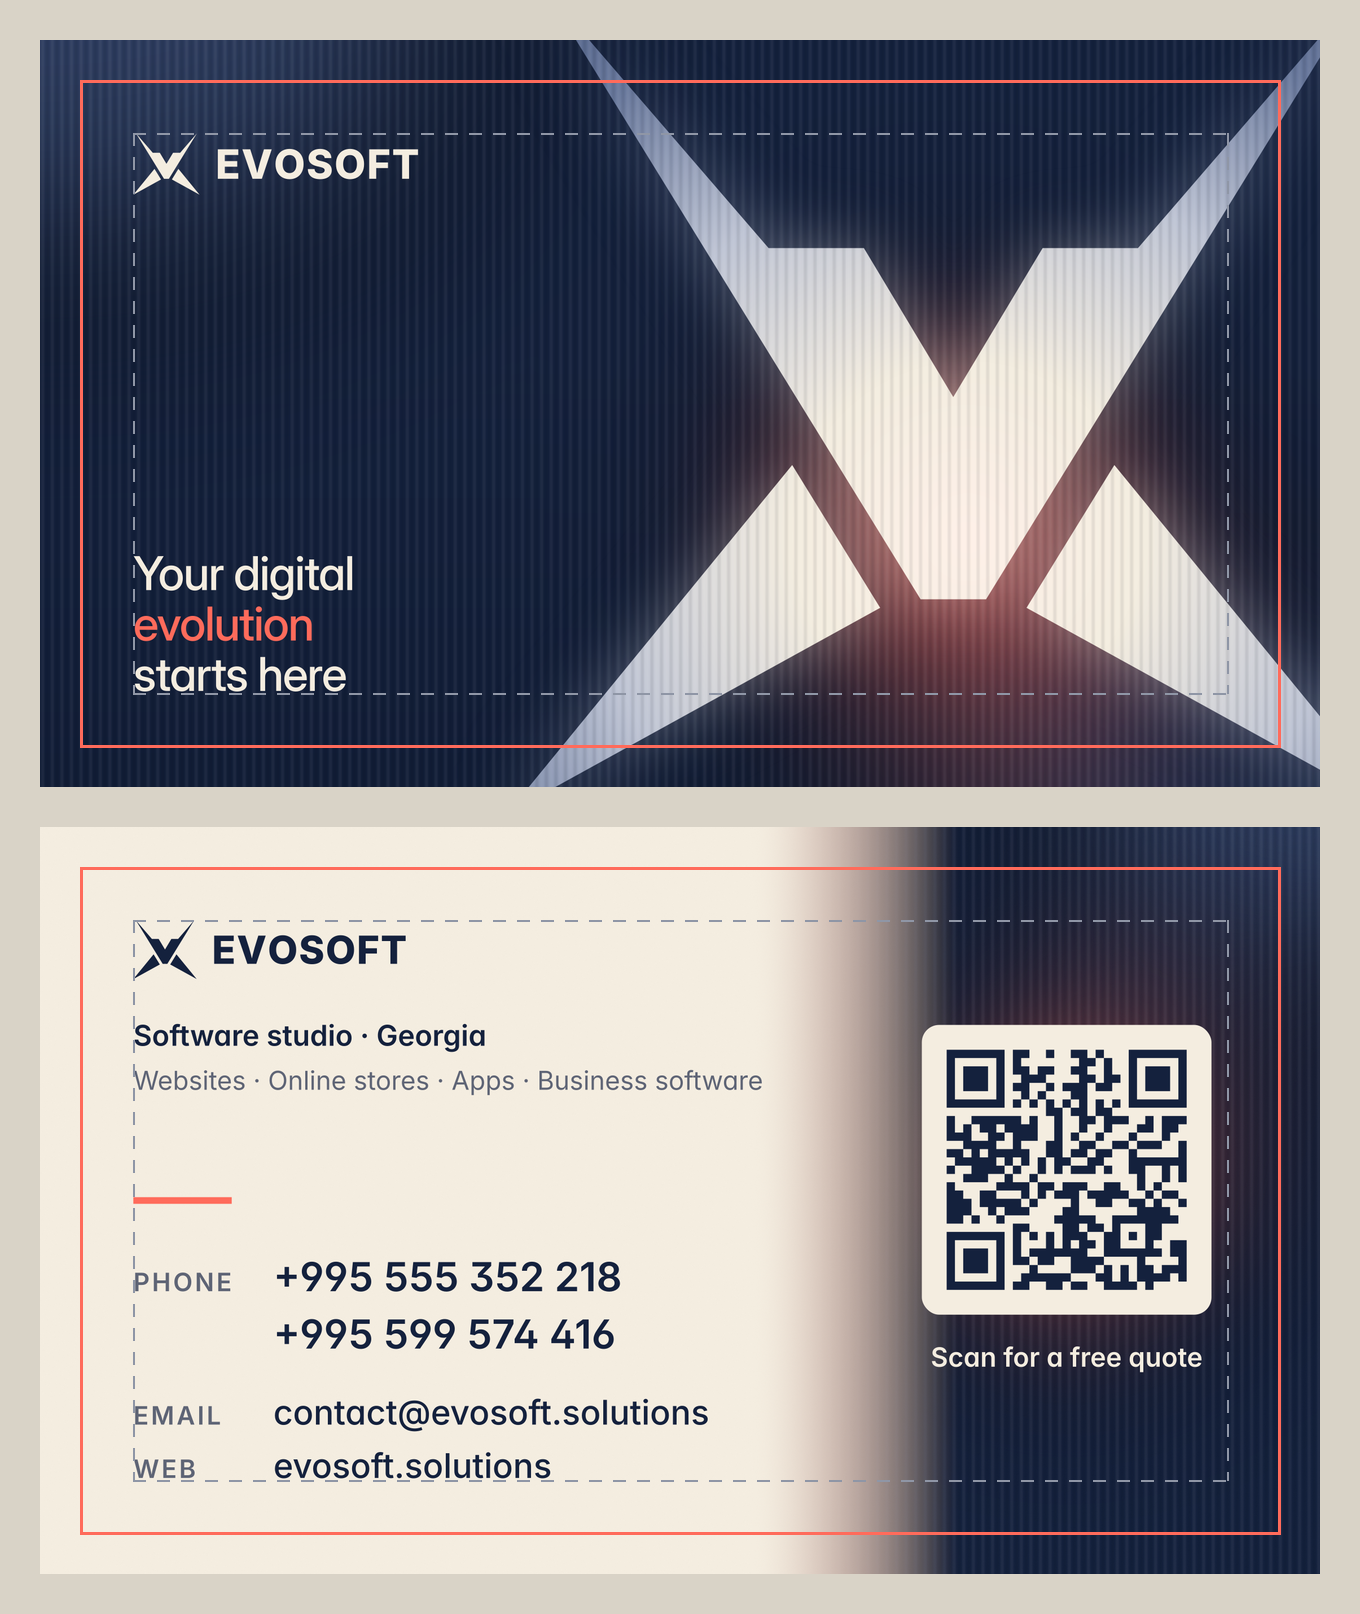 EVOSOFT
Your digital
evolution
starts here
EVOSOFT
Software studio · Georgia
Websites · Online stores · Apps · Business software
PHONE +995 555 352 218
+995 599 574 416
EMAIL contact@evosoft.solutions
WEB evosoft.solutions
Scan for a free quote